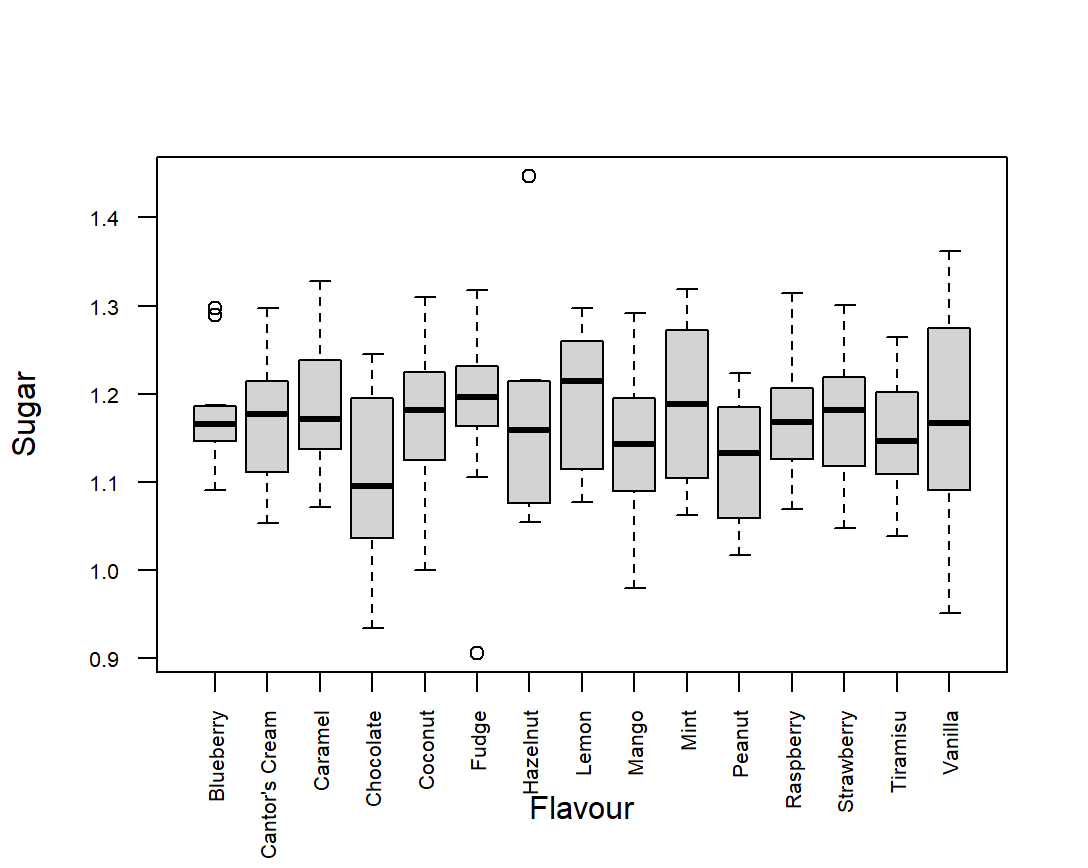 Sugar
1.4
1.3
1.2
1.1
1.0
0.9
Blueberry
Cantor's Cream
Caramel
Chocolate
Coconut
Fudge
Hazelnut
Lemon
Mango
Mint
Peanut
Raspberry
Strawberry
Tiramisu
Vanilla
Flavour